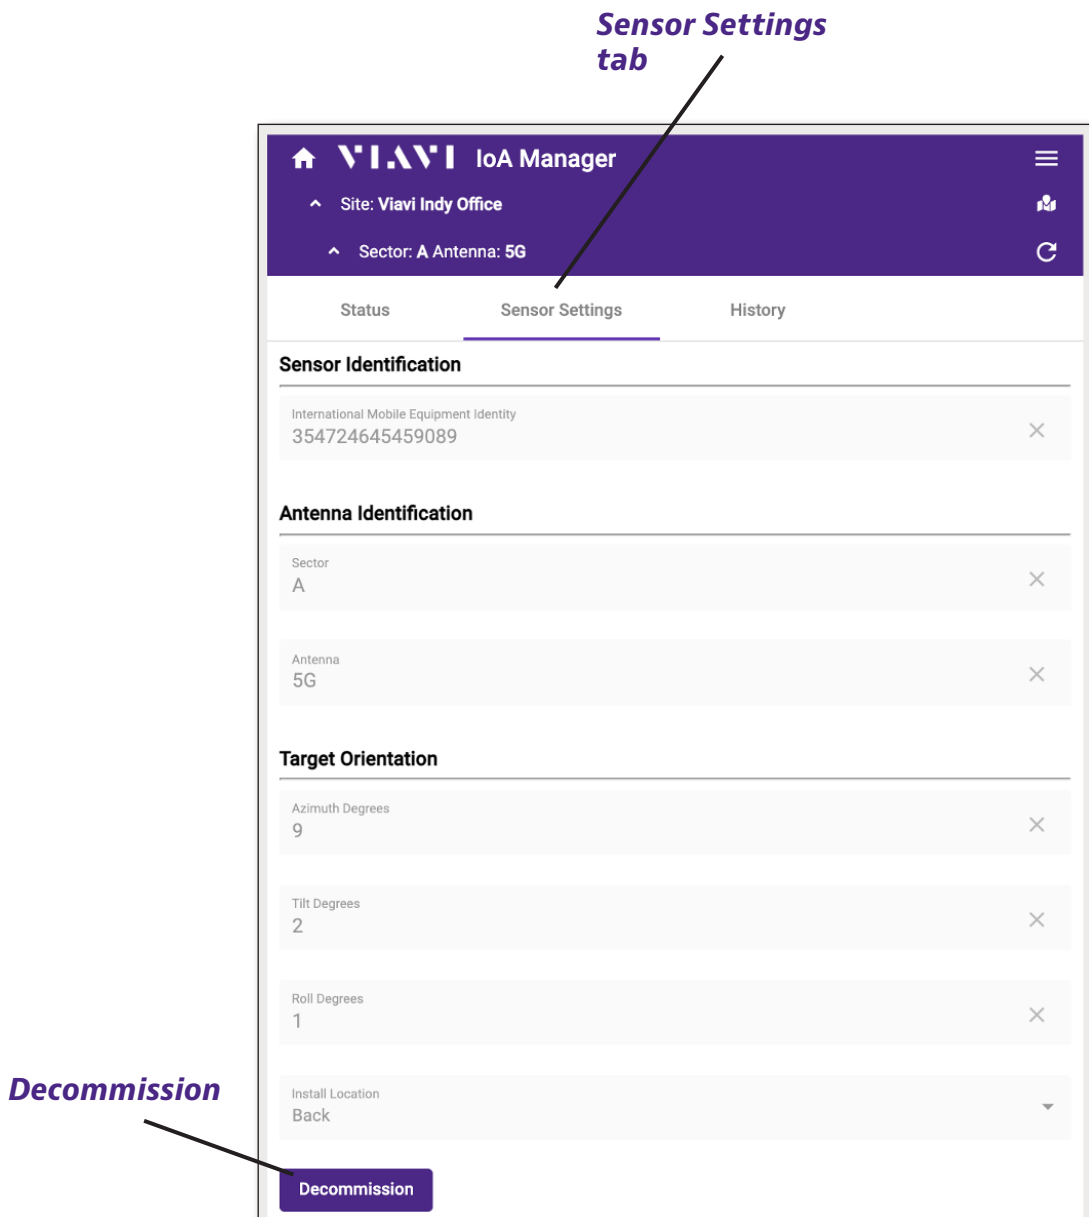 Sensor Settings
tab
VIAVI IoA Manager
Site: Viavi Indy Office
Sector: A Antenna: 5G
Status Sensor Settings History
Sensor Identification
International Mobile Equipment Identity
354724645459089
Antenna Identification
Sector
A
Antenna
5G
Target Orientation
Azimuth Degrees
9
Tilt Degrees
2
Roll Degrees
1
Decommission
Install Location
Back
Decommission